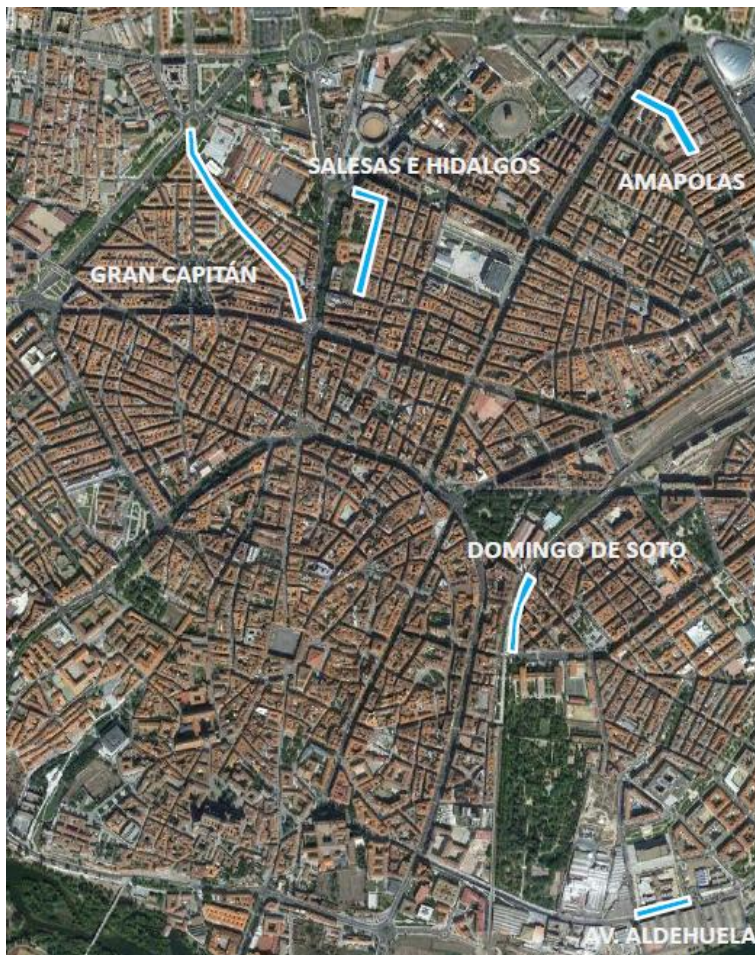 SALESAS E HIDALGOS
AMAPOLAS
GRAN CAPITÁN
DOMINGO DE SOTO
AV. ALDEHUELA